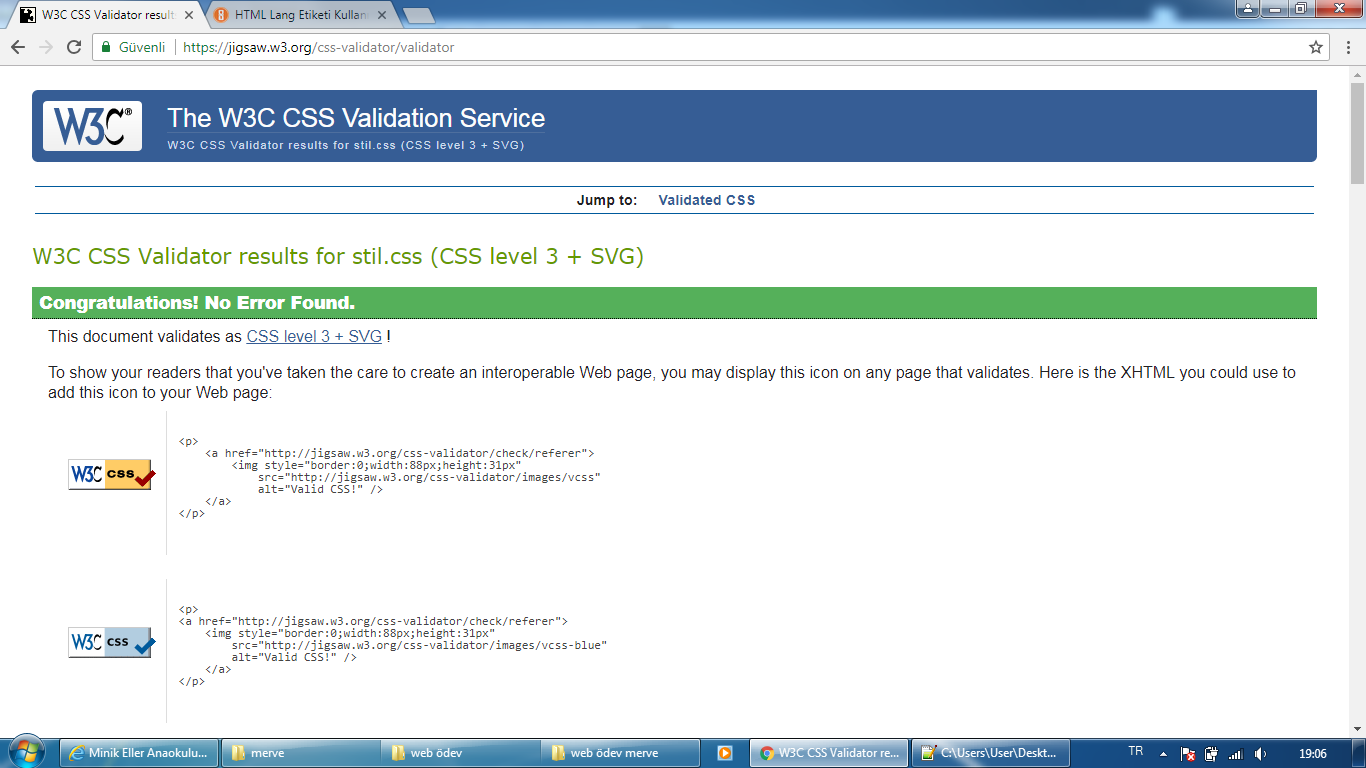 W3C CSS Validator result
HTML Lang Etiketi Kullanı
Güvenli
https://jigsaw.w3.org/css-validator/validator
W3C®
The W3C CSS Validation Service
W3C CSS Validator results for stil.css (CSS level 3 + SVG)
Jump to: Validated CSS
W3C CSS Validator results for stil.css (CSS level 3 + SVG)
Congratulations! No Error Found.
This document validates as CSS level 3 + SVG !
To show your readers that you've taken the care to create an interoperable Web page, you may display this icon on any page that validates. Here is the XHTML you could use to
add this icon to your Web page:
W3C css
<p>
<a href="http://jigsaw.w3.org/css-validator/check/referer">
<img style="border:0;width:88px;height:31px"
src="http://jigsaw.w3.org/css-validator/images/vcss"
alt="Valid CSS!" />
</a>
</p>
W3C css
<p>
<a href="http://jigsaw.w3.org/css-validator/check/referer">
<img style="border:0;width:88px;height:31px"
src="http://jigsaw.w3.org/css-validator/images/vcss-blue"
alt="Valid CSS!" />
</a>
</p>
Minik Eller Anaokulu...
merve
web ödev
web ödev merve
W3C CSS Validator re...
C:\Users\User\Deskt...
TR
19:06